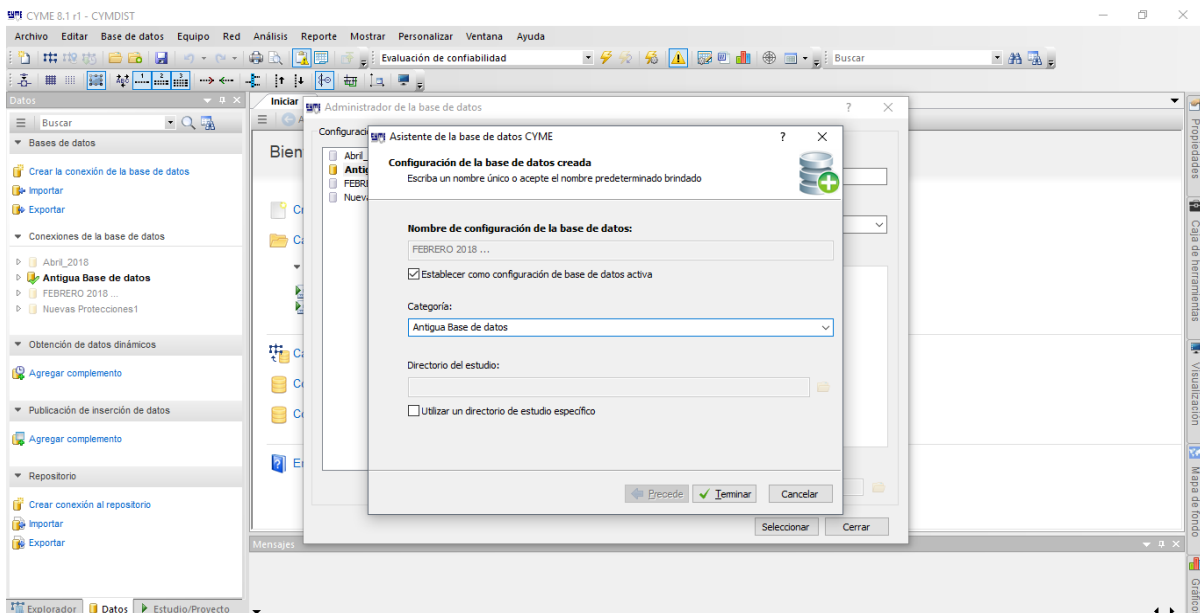 CYME 8.1 r1 - CYMDIST
Archivo Editar Base de datos Equipo Red Análisis Reporte Mostrar Personalizar Ventana Ayuda
Evaluación de confiabilidad
Buscar
Datos
Buscar
Bases de datos
Crear la conexión de la base de datos
Importar
Exportar
Conexiones de la base de datos
Abril_2018
Antigua Base de datos
FEBRERO 2018 ...
Nuevas Protecciones1
Obtención de datos dinámicos
Agregar complemento
Publicación de inserción de datos
Agregar complemento
Repositorio
Crear conexión al repositorio
Importar
Exportar
Explorador Datos Estudio/Proyecto
Iniciar
Bien
Administrador de la base de datos
Configuraci
Abril_
Antig
FEBRE
Nueva
Asistente de la base de datos CYME
Configuración de la base de datos creada
Escriba un nombre único o acepte el nombre predeterminado brindado
Nombre de configuración de la base de datos:
FEBRERO 2018 ...
Establecer como configuración de base de datos activa
Categoría:
Antigua Base de datos
Directorio del estudio:
Utilizar un directorio de estudio específico
Precede Terminar Cancelar
Seleccionar Cerrar
Mensajes
Propiedades
Caja de herramientas
Visualización
Mapa de fondo